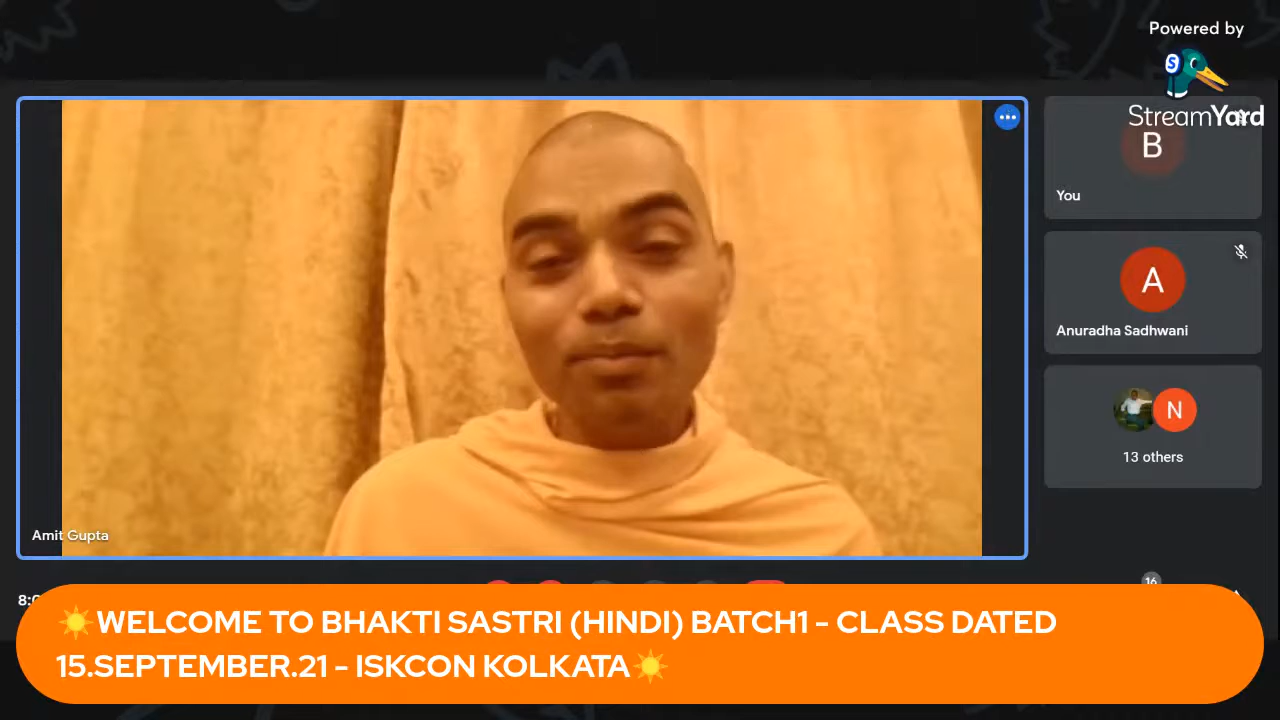 Powered by
S
StreamYard
B
You
A
Anuradha Sadhwani
N
13 others
Amit Gupta
16
☀️WELCOME TO BHAKTI SASTRI (HINDI) BATCH1 - CLASS DATED
15.SEPTEMBER.21 - ISKCON KOLKATA☀️